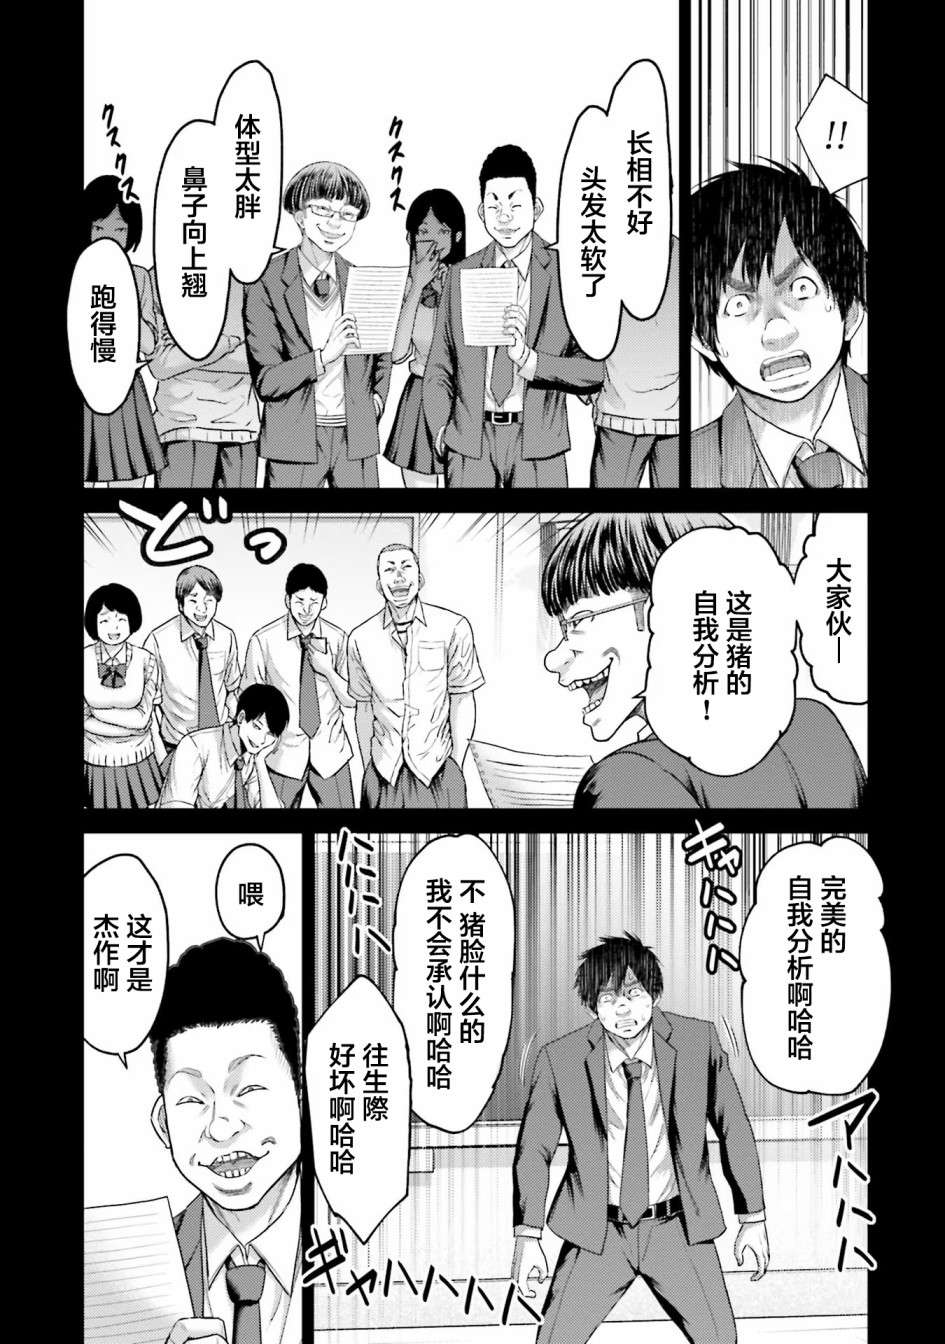 !!
长相不好
头发太软了
クスクス
体型太胖
鼻子向上翘
クスクス
跑得慢
大家伙—
这是猪的
自我分析！
どっ
完美的
自我分析啊哈哈
キャハハハ
不 猪脸什么的
我不会承认啊哈哈
ハハハハ
往生際
好坏啊哈哈
アハハハ
ギャハハハハハ
喂
这才是
杰作啊